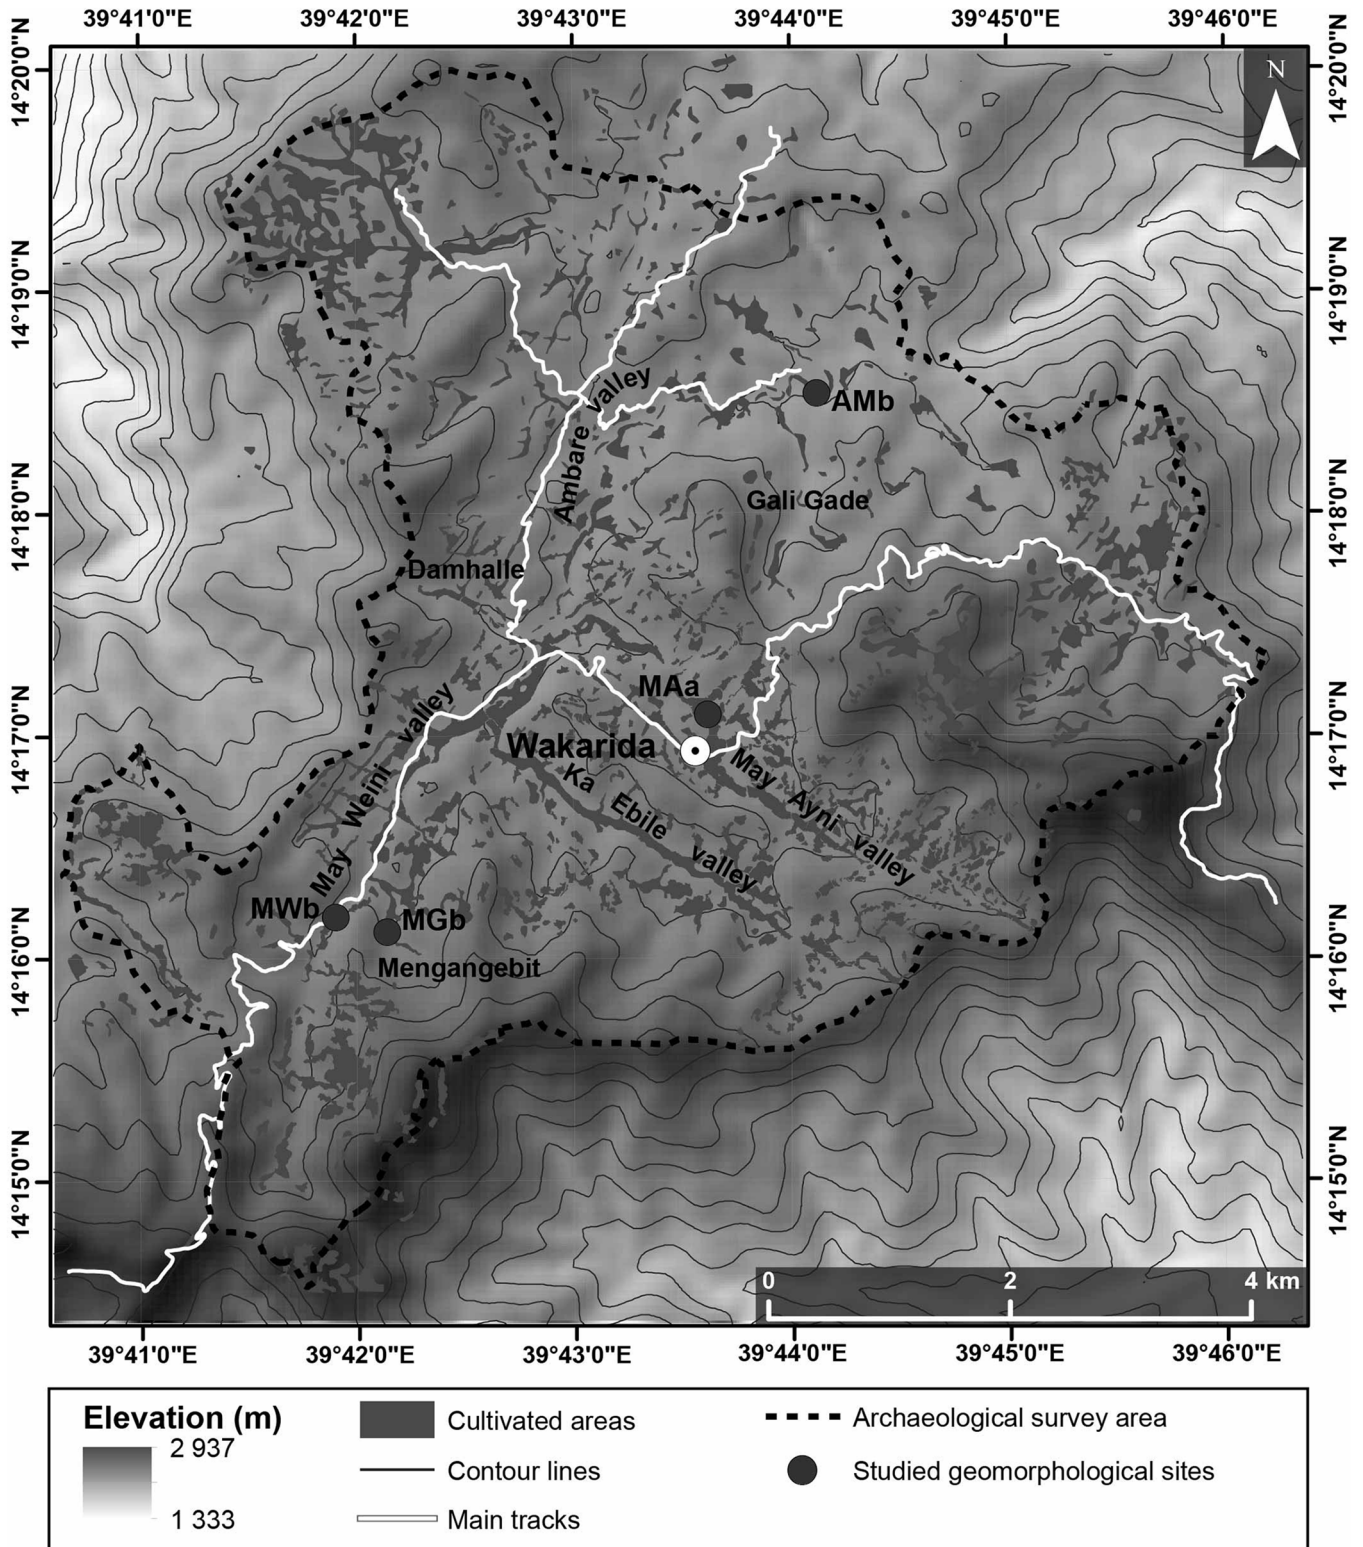 39°41'0"E 39°42'0"E 39°43'0"E 39°44'0"E 39°45'0"E 39°46'0"E
14°20'0"N
14°20'0"N
N
14°19'0"N
14°19'0"N
Ambare valley
AMb
Gali Gade
14°18'0"N
14°18'0"N
Damhalle
MAa
14°17'0"N
14°17'0"N
Wakarida
May Weini valley
Ka Ebile valley
May Ayni valley
MWb
MGb
14°16'0"N
14°16'0"N
Mengangebit
14°15'0"N
14°15'0"N
0 2 4 km
39°41'0"E 39°42'0"E 39°43'0"E 39°44'0"E 39°45'0"E 39°46'0"E
Elevation (m)
2 937
1 333
Cultivated areas
Contour lines
Main tracks
Archaeological survey area
Studied geomorphological sites